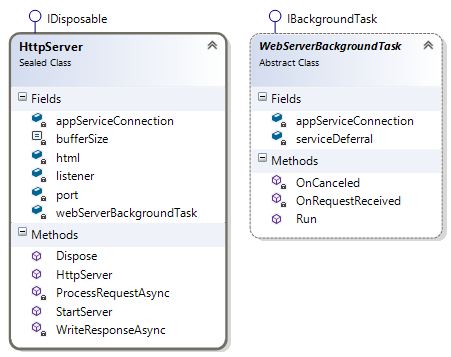 IDisposable
HttpServer
Sealed Class
Fields
appServiceConnection
bufferSize
html
listener
port
webServerBackgroundTask
Methods
Dispose
HttpServer
ProcessRequestAsync
StartServer
WriteResponseAsync
IBackgroundTask
WebServerBackgroundTask
Abstract Class
Fields
appServiceConnection
serviceDeferral
Methods
OnCanceled
OnRequestReceived
Run